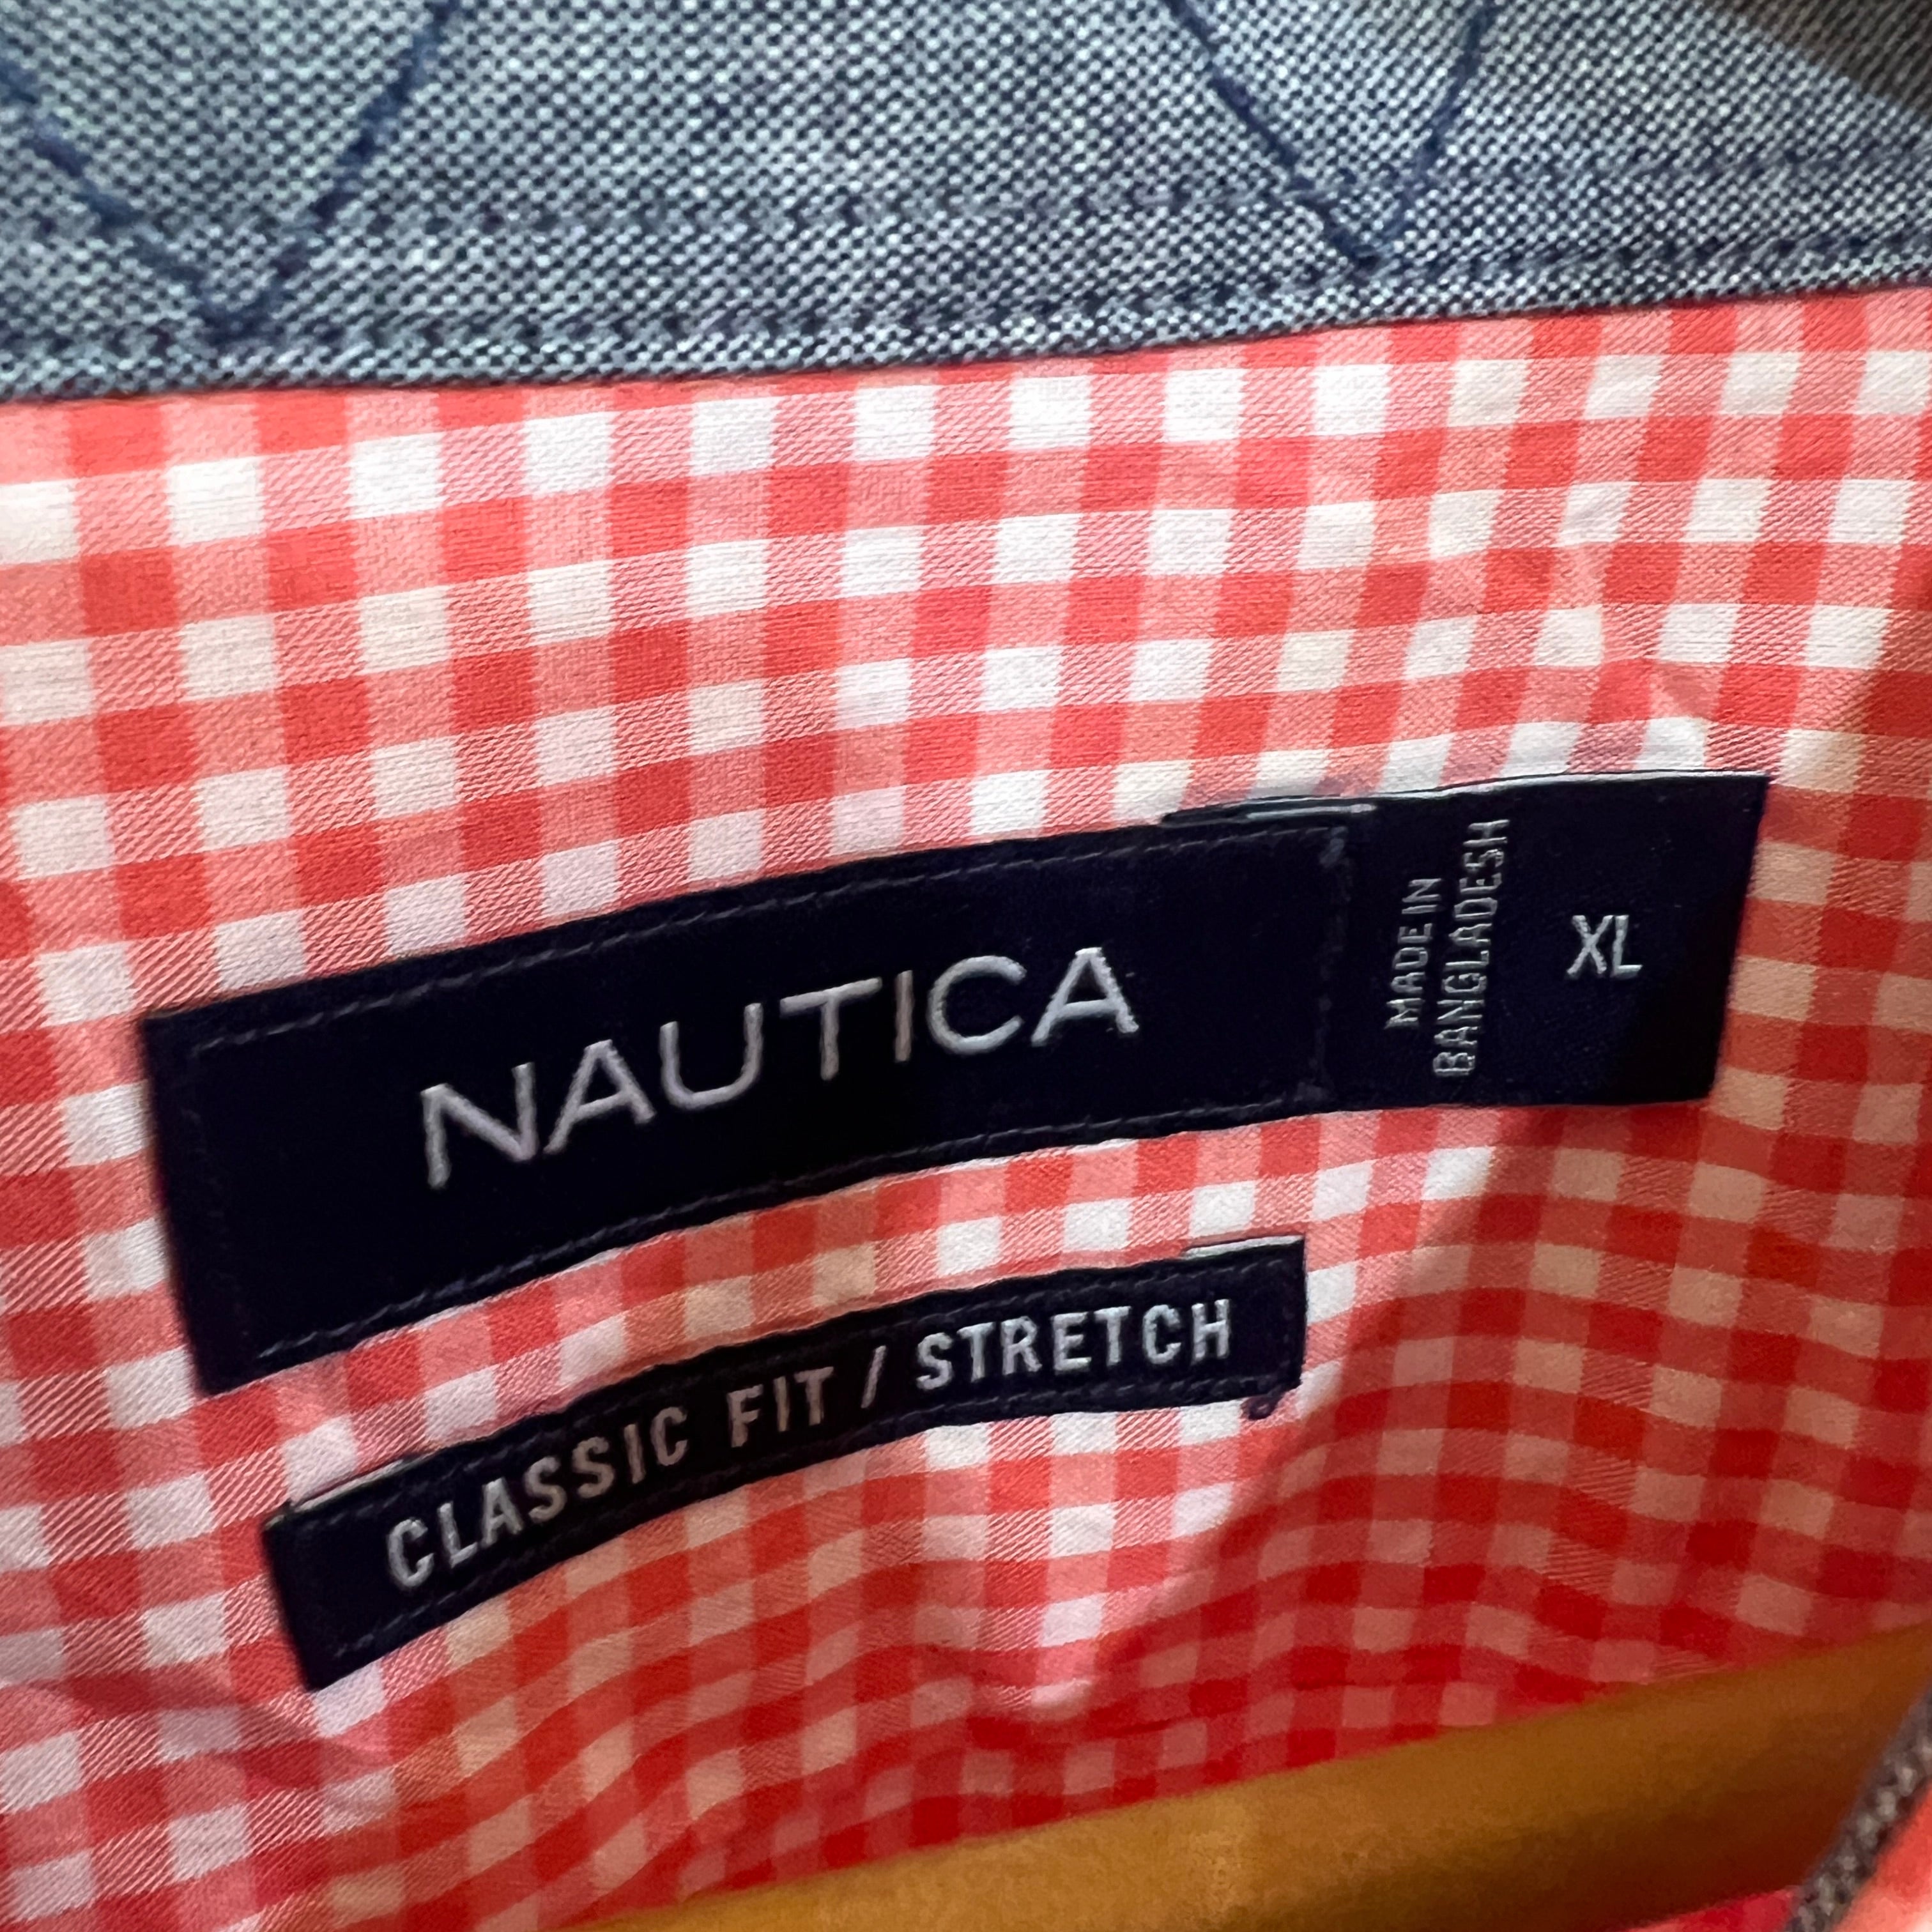 NAUTICA
MADE IN
BANGLADESH
XL
CLASSIC FIT / STRETCH